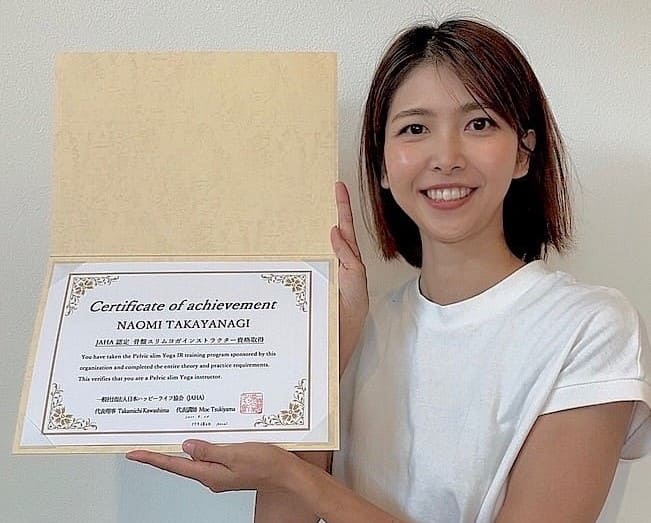 Certificate of achievement
NAOMI TAKAYANAGI
JAHA 認定 骨盤スリムヨガインストラクター資格取得
You have taken the Pelvic slim Yoga IR training program sponsored by this
organization and completed the entire theory and practice requirements.
This verifies that you are a Pelvic slim Yoga instructor.
一般社団法人日本ハッピーライフ協会 (JAHA)
代表理事 Takamichi Kawashima 代表講師 Moe Tsukiyama